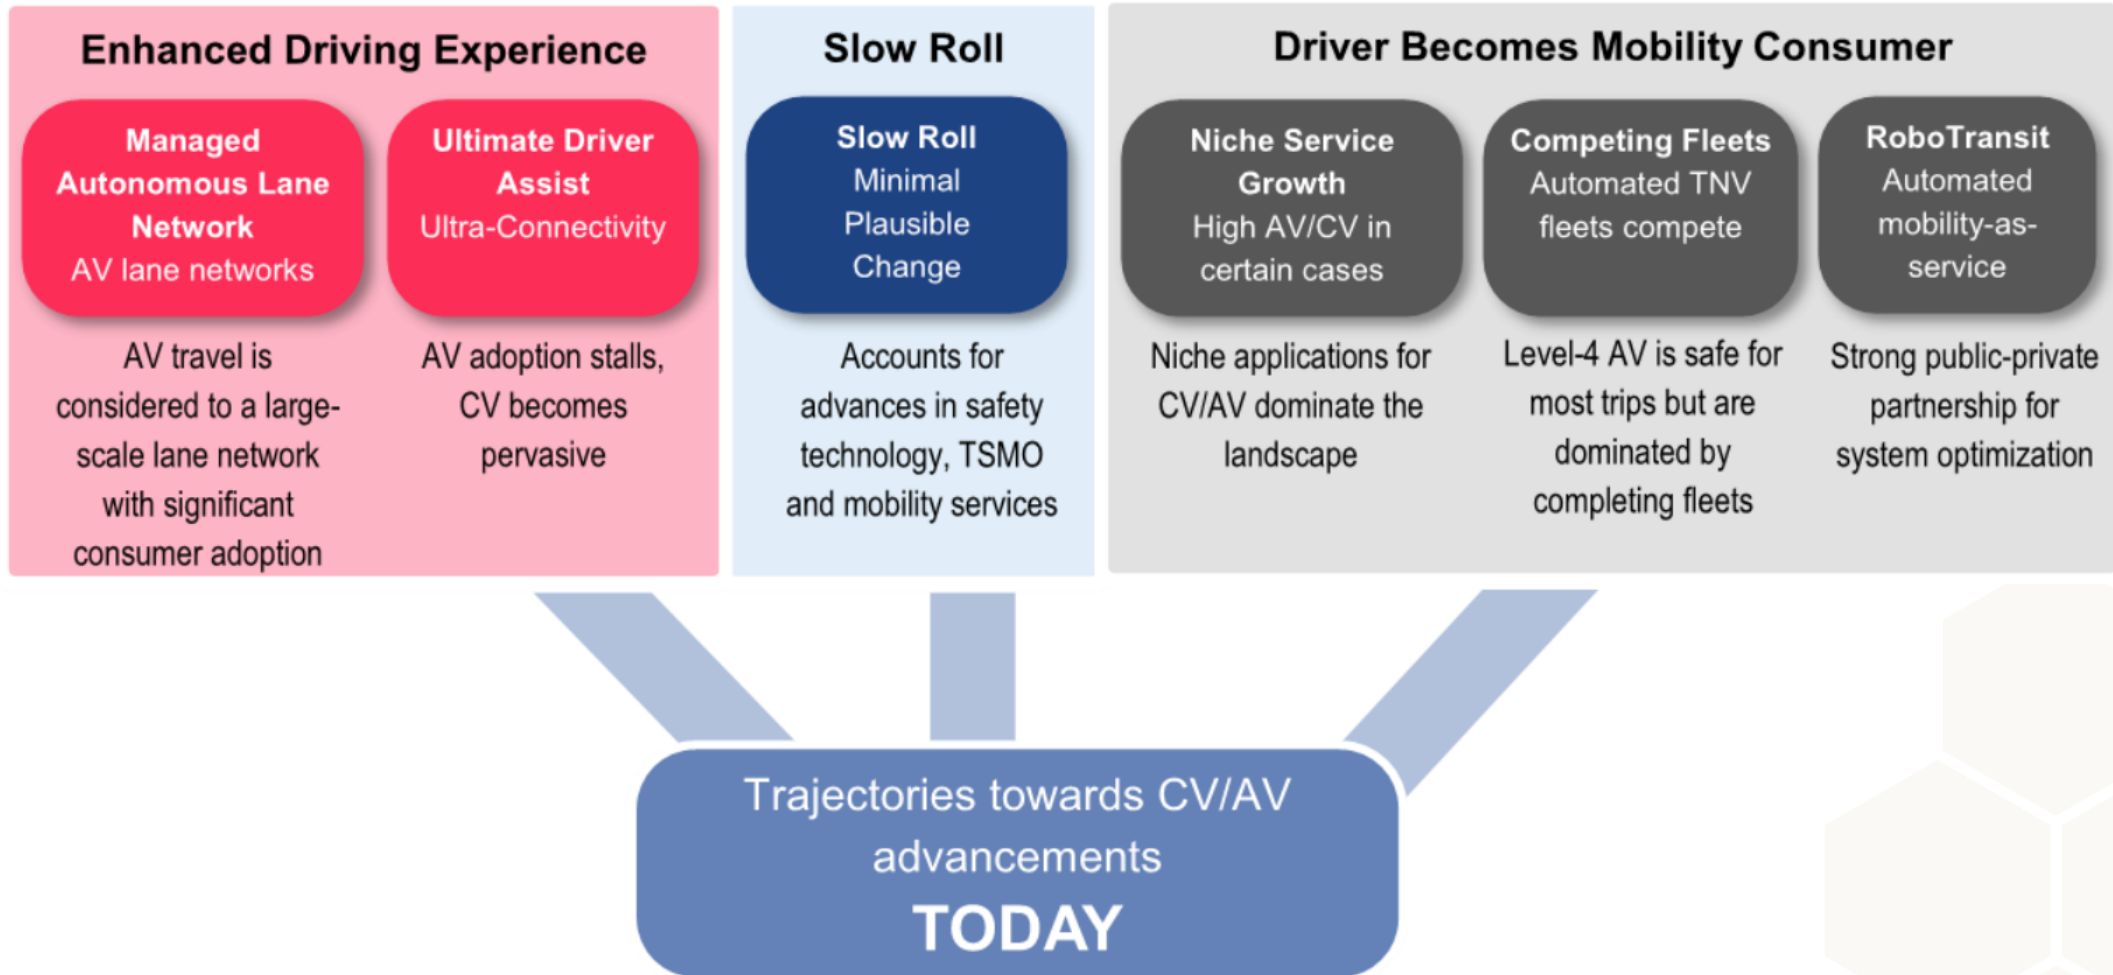 Enhanced Driving Experience
Managed
Autonomous Lane
Network
AV lane networks
AV travel is
considered to a large-
scale lane network
with significant
consumer adoption
Ultimate Driver
Assist
Ultra-Connectivity
AV adoption stalls,
CV becomes
pervasive
Slow Roll
Slow Roll
Minimal
Plausible
Change
Accounts for
advances in safety
technology, TSMO
and mobility services
Driver Becomes Mobility Consumer
Niche Service
Growth
High AV/CV in
certain cases
Niche applications for
CV/AV dominate the
landscape
Competing Fleets
Automated TNV
fleets compete
Level-4 AV is safe for
most trips but are
dominated by
completing fleets
RoboTransit
Automated
mobility-as-
service
Strong public-private
partnership for
system optimization
Trajectories towards CV/AV
advancements
TODAY